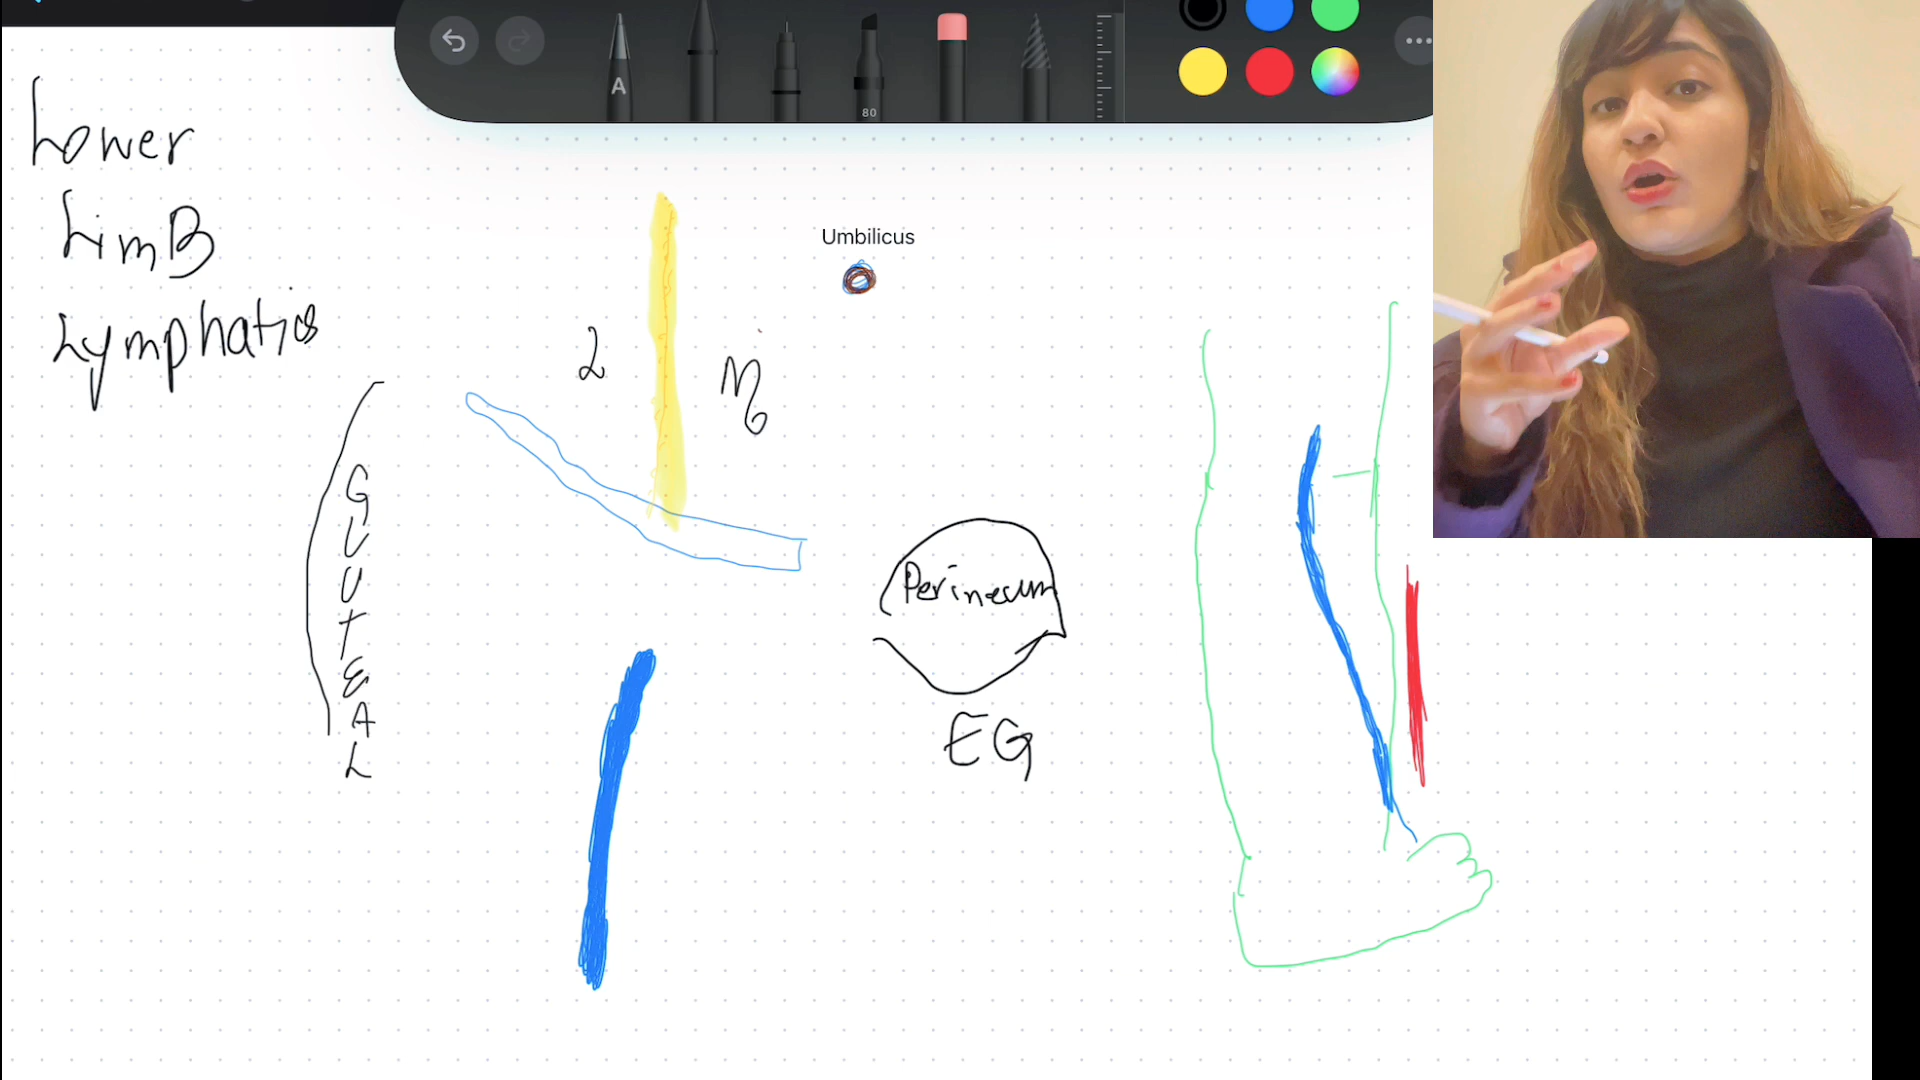 Lower
LimB
Lymphatics
A
80
Umbilicus
L
M
GLUTEAL
Perineum
EG